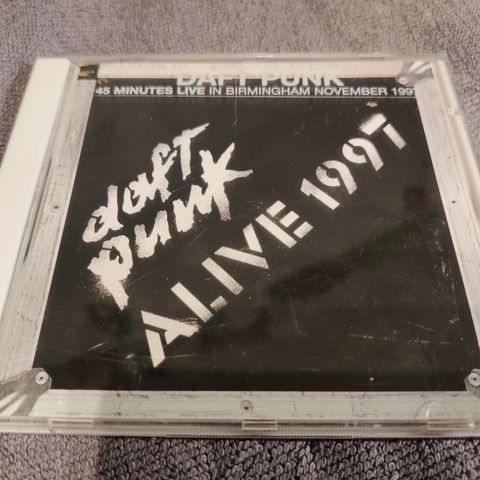 DAFT PUNK
45 MINUTES LIVE IN BIRMINGHAM NOVEMBER 1997
daft
punk
ALIVE 1997